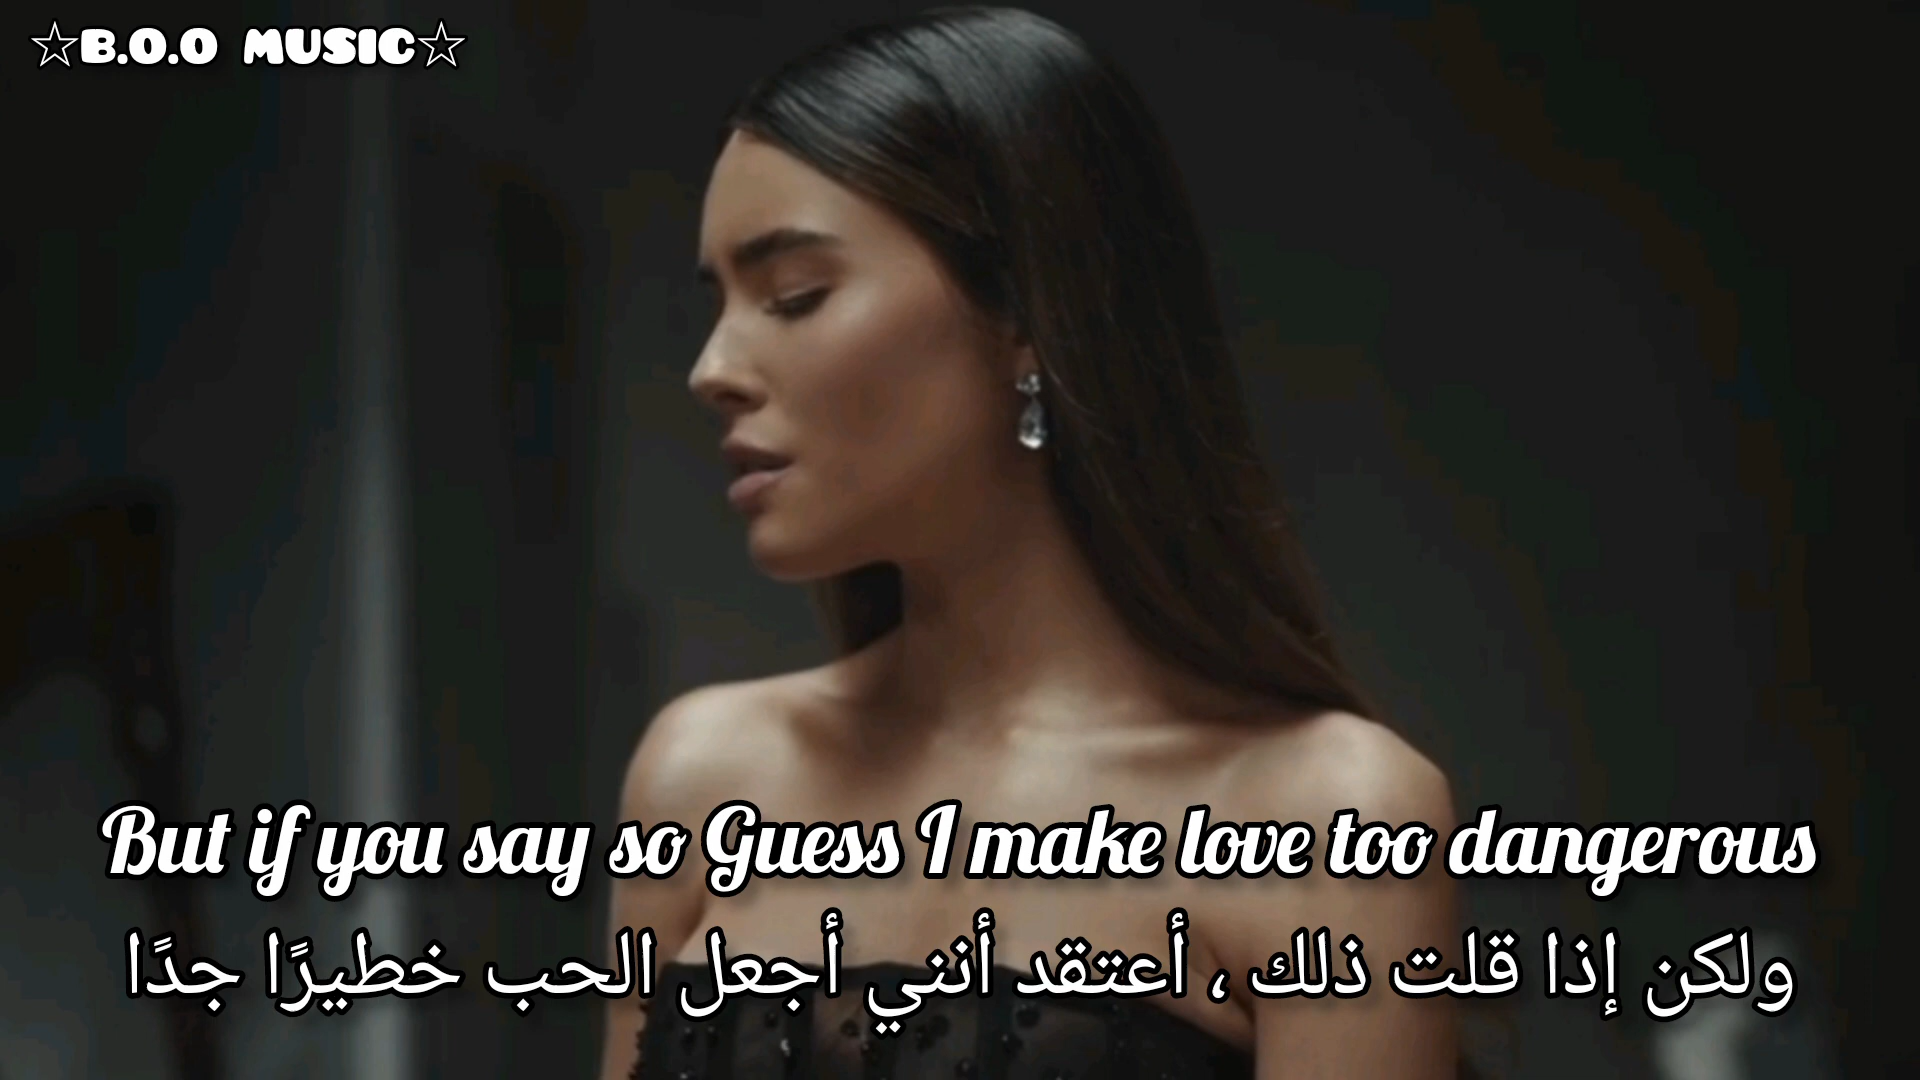 ☆B.O.O MUSIC☆
But if you say so Guess I make love too dangerous
ولكن إذا قلت ذلك ، أعتقد أنني أجعل الحب خطيرًا جدًا